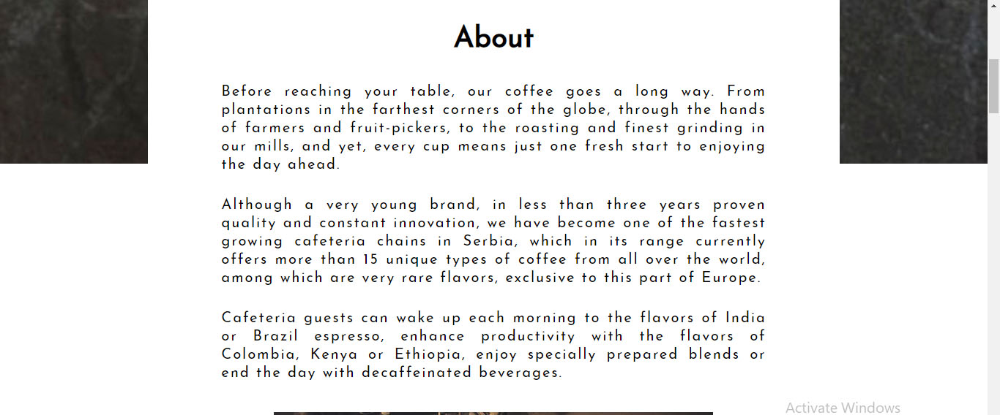 About
Before reaching your table, our coffee goes a long way. From
plantations in the farthest corners of the globe, through the hands
of farmers and fruit-pickers, to the roasting and finest grinding in
our mills, and yet, every cup means just one fresh start to enjoying
the day ahead.
Although a very young brand, in less than three years proven
quality and constant innovation, we have become one of the fastest
growing cafeteria chains in Serbia, which in its range currently
offers more than 15 unique types of coffee from all over the world,
among which are very rare flavors, exclusive to this part of Europe.
Cafeteria guests can wake up each morning to the flavors of India
or Brazil espresso, enhance productivity with the flavors of
Colombia, Kenya or Ethiopia, enjoy specially prepared blends or
end the day with decaffeinated beverages.
Activate Windows